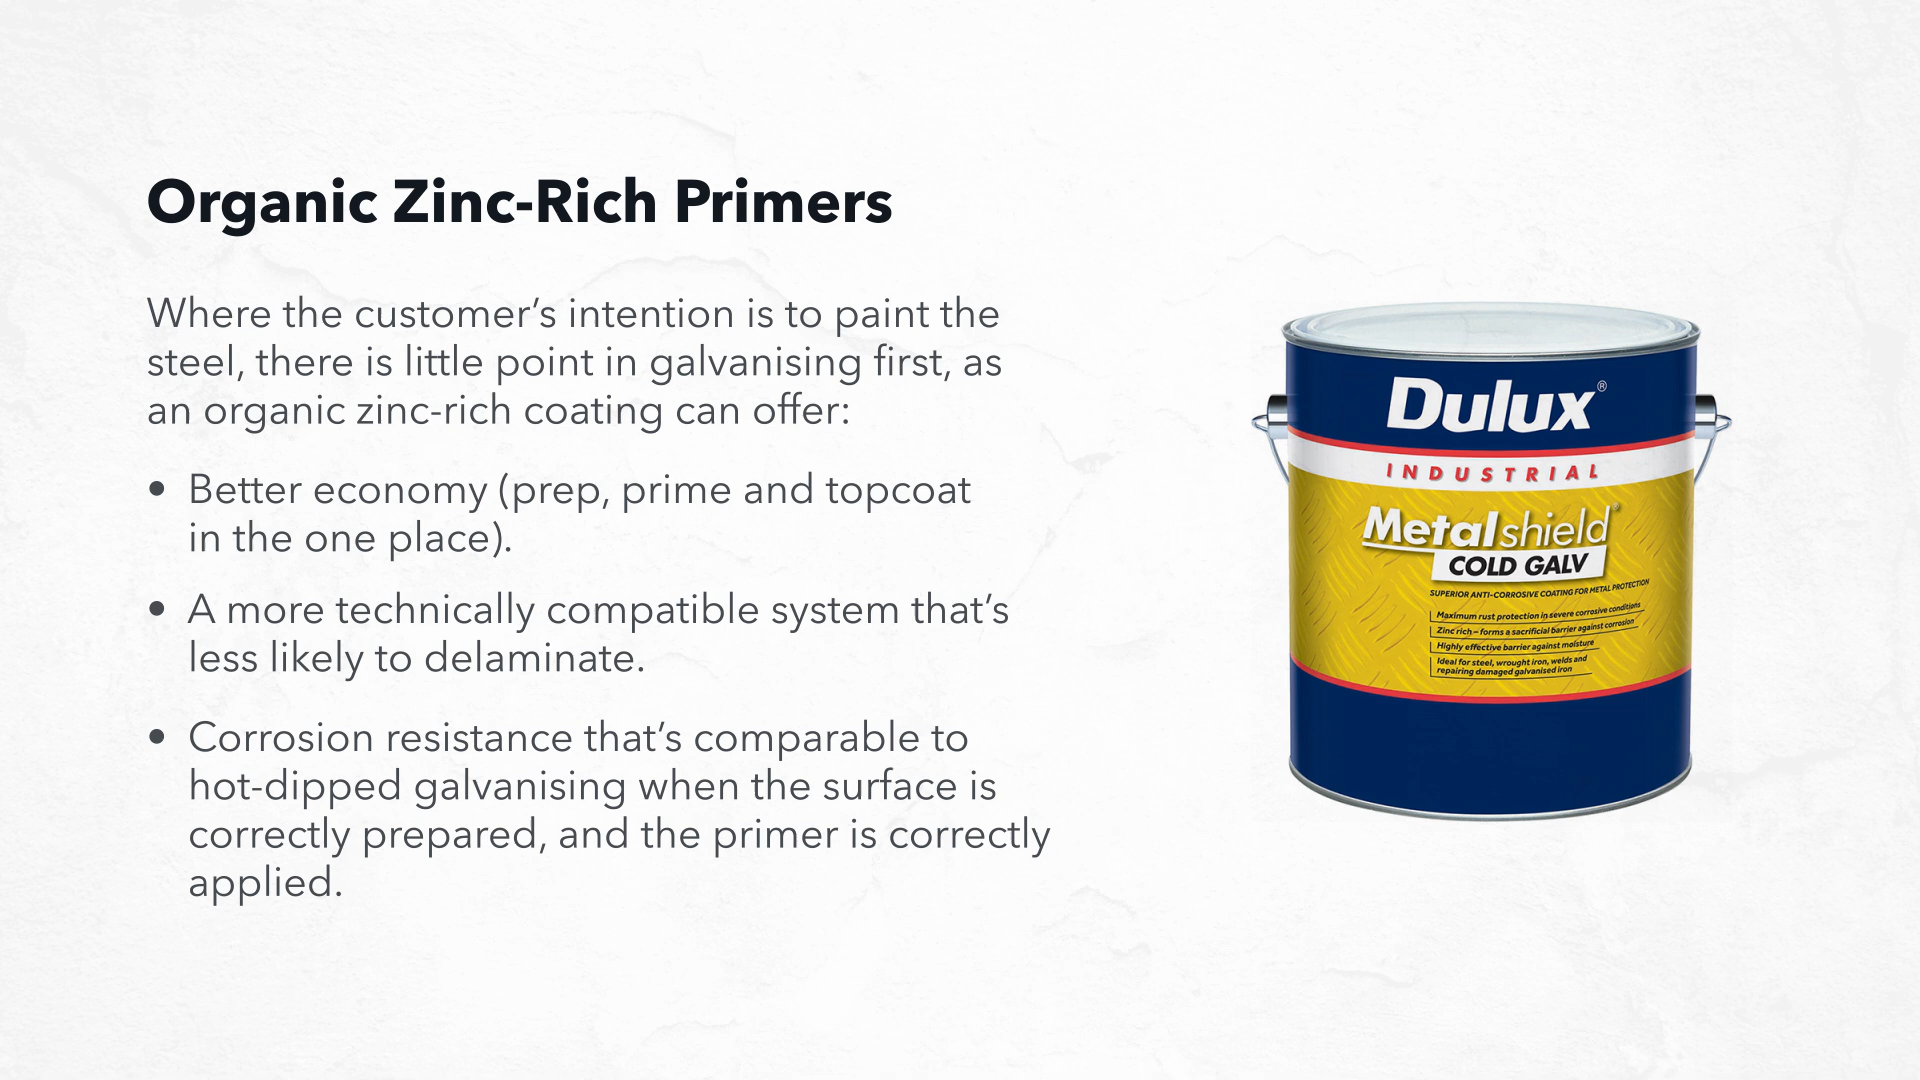 Organic Zinc-Rich Primers
Where the customer’s intention is to paint the
steel, there is little point in galvanising first, as
an organic zinc-rich coating can offer:
• Better economy (prep, prime and topcoat
in the one place).
• A more technically compatible system that’s
less likely to delaminate.
• Corrosion resistance that’s comparable to
hot-dipped galvanising when the surface is
correctly prepared, and the primer is correctly
applied.
Dulux®
INDUSTRIAL
Metalshield®
COLD GALV
SUPERIOR ANTI-CORROSIVE COATING FOR METAL PROTECTION
Maximum rust protection in severe corrosive conditions
Zinc rich – forms a sacrificial barrier against corrosion
Highly effective barrier against moisture
Ideal for steel, wrought iron, welds and
repairing damaged galvanised iron